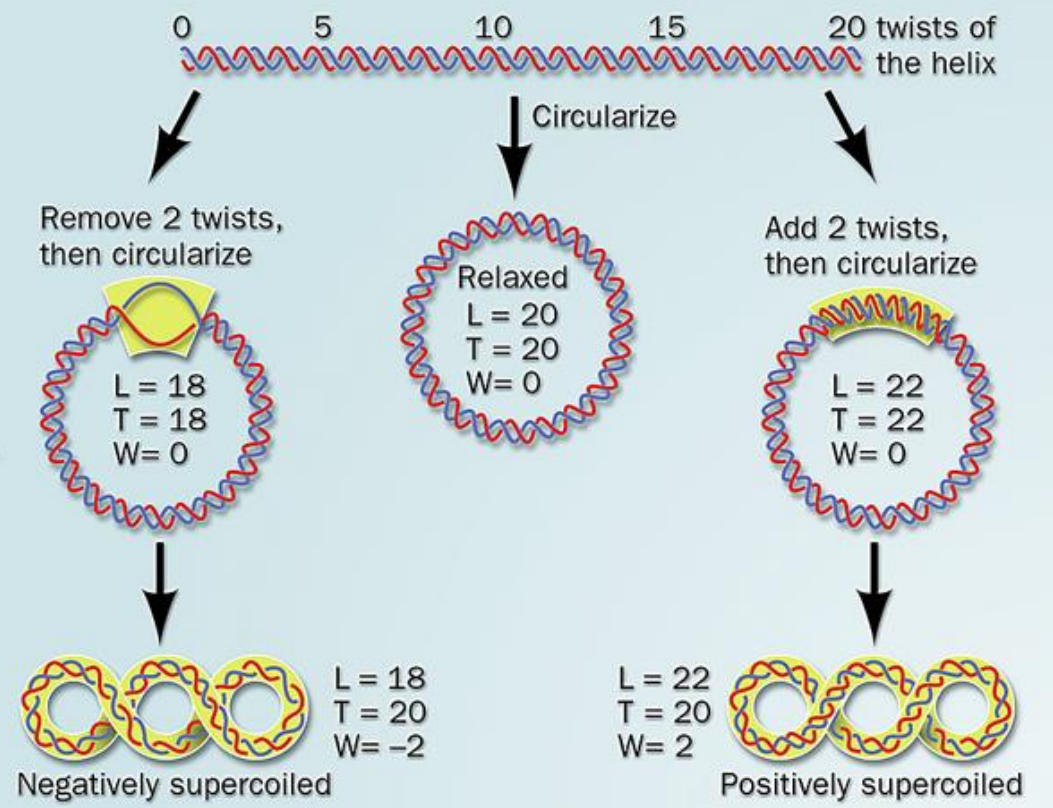 0 5 10 15 20 twists of
the helix
Circularize
Remove 2 twists,
then circularize
Relaxed
L = 20
T = 20
W= 0
Add 2 twists,
then circularize
L = 18
T = 18
W= 0
L = 22
T = 22
W= 0
L = 18
T = 20
W= –2
Negatively supercoiled
L = 22
T = 20
W= 2
Positively supercoiled